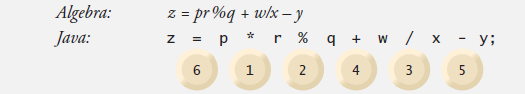 Algebra: z = pr%q + w/x – y
Java: z = p * r % q + w / x - y;
6 1 2 4 3 5